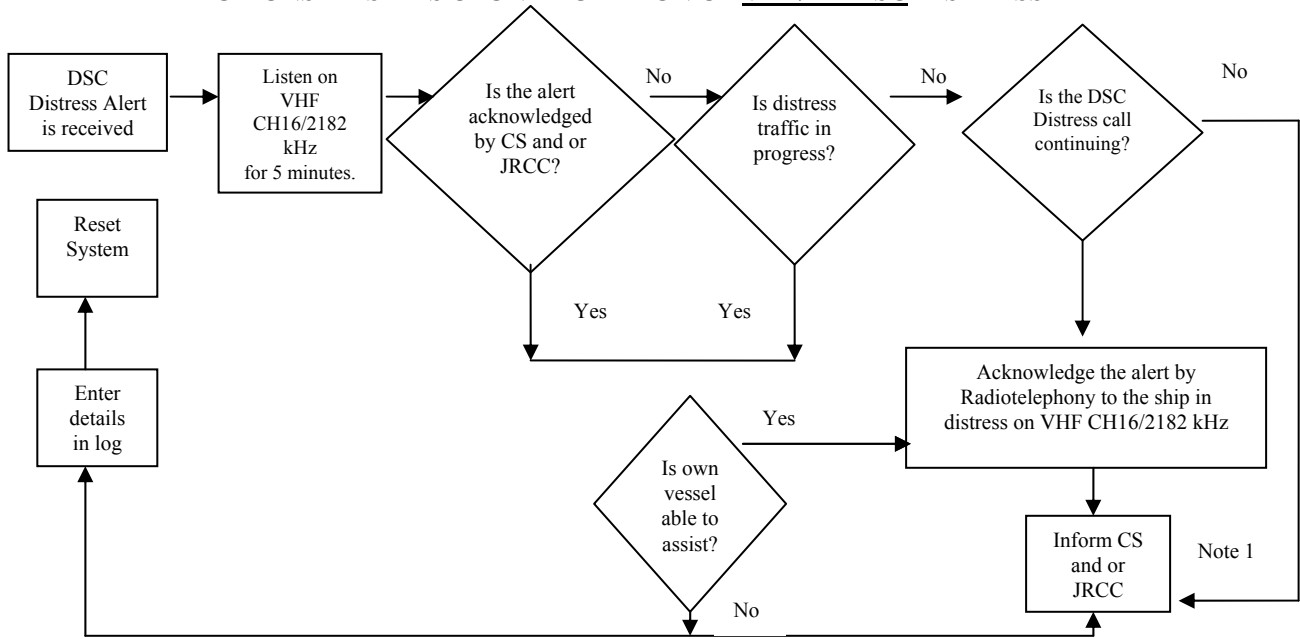 DSC
Distress Alert
is received
Listen on
VHF
CH16/2182
kHz
for 5 minutes.
Is the alert
acknowledged
by CS and or
JRCC?
No
Is distress
traffic in
progress?
No
Is the DSC
Distress call
continuing?
No
Reset
System
Yes
Yes
Enter
details
in log
Acknowledge the alert by
Radiotelephony to the ship in
distress on VHF CH16/2182 kHz
Yes
Is own
vessel
able to
assist?
Inform CS
and or
JRCC
Note 1
No